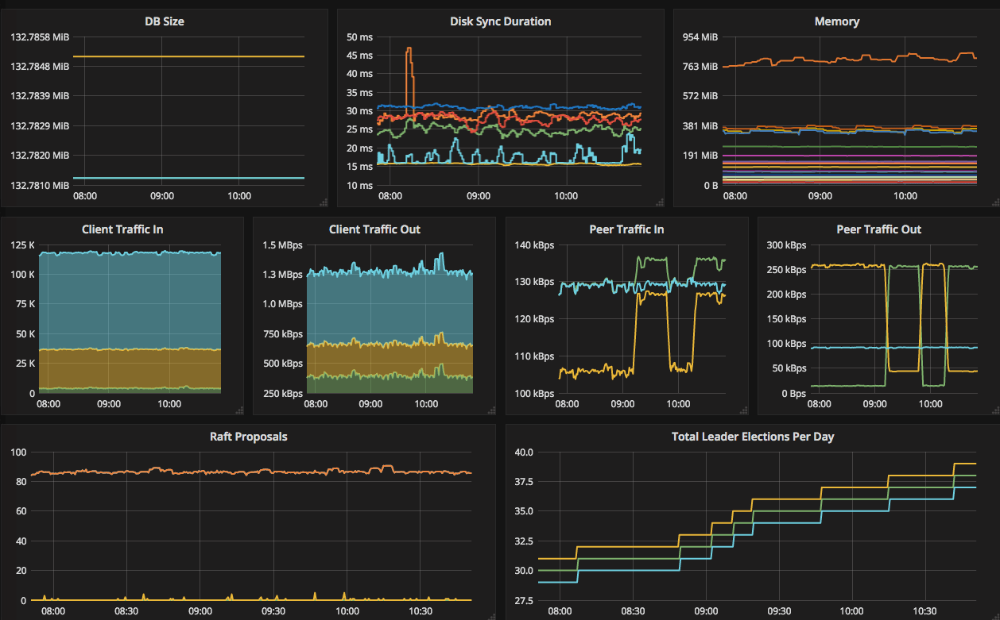 DB Size
132.7858 MiB
132.7848 MiB
132.7839 MiB
132.7829 MiB
132.7820 MiB
132.7810 MiB
08:00 09:00 10:00
Disk Sync Duration
50 ms
45 ms
40 ms
35 ms
30 ms
25 ms
20 ms
15 ms
10 ms
08:00 09:00 10:00
Memory
954 MiB
763 MiB
572 MiB
381 MiB
191 MiB
0 B
08:00 09:00 10:00
Client Traffic In
125 K
100 K
75 K
50 K
25 K
0
08:00 09:00 10:00
Client Traffic Out
1.5 MBps
1.3 MBps
1.0 MBps
750 kBps
500 kBps
250 kBps
08:00 09:00 10:00
Peer Traffic In
140 kBps
130 kBps
120 kBps
110 kBps
100 kBps
08:00 09:00 10:00
Peer Traffic Out
300 kBps
250 kBps
200 kBps
150 kBps
100 kBps
50 kBps
0 Bps
08:00 09:00 10:00
Raft Proposals
100
80
60
40
20
0
08:00 08:30 09:00 09:30 10:00 10:30
Total Leader Elections Per Day
40.0
37.5
35.0
32.5
30.0
27.5
08:00 08:30 09:00 09:30 10:00 10:30